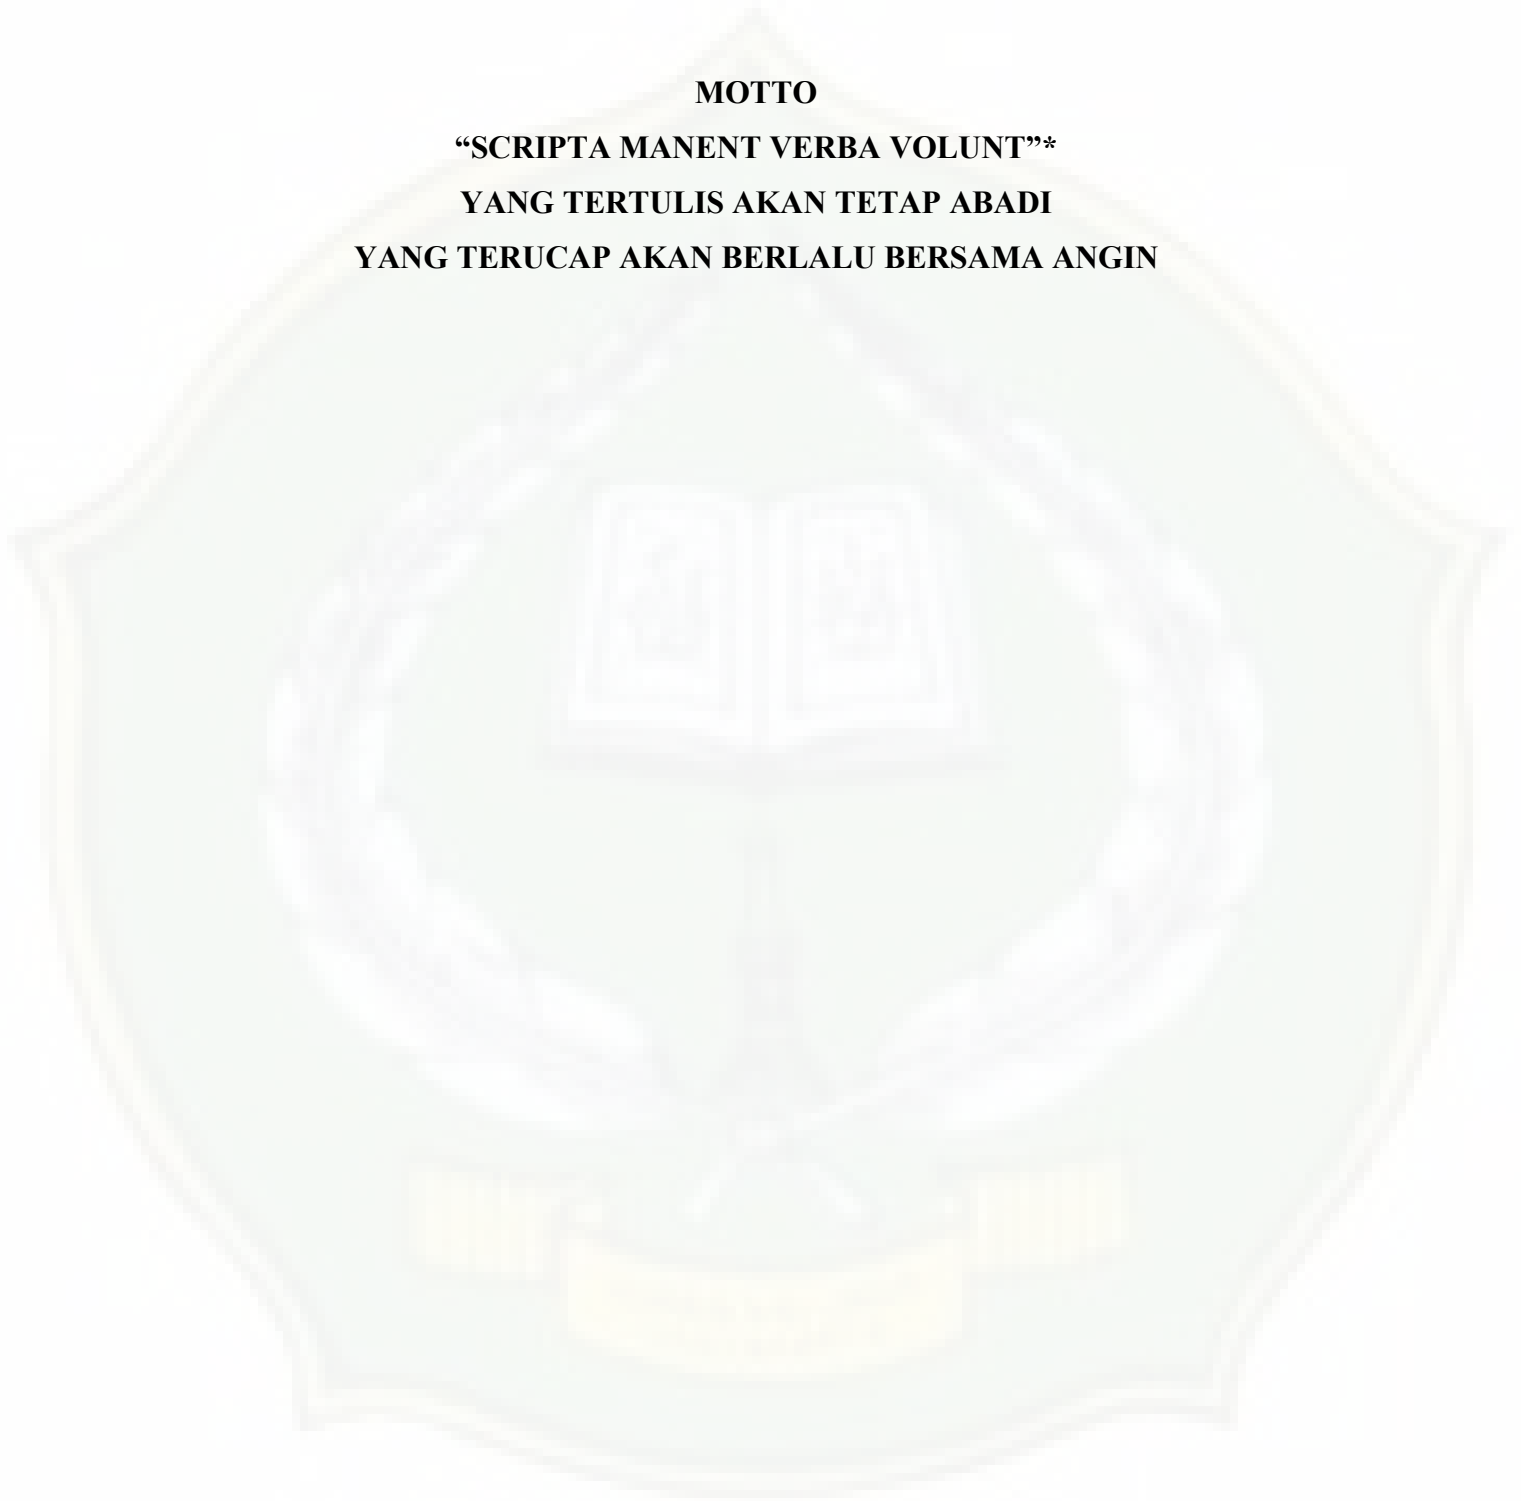 MOTTO
“SCRIPTA MANENT VERBA VOLUNT”*
YANG TERTULIS AKAN TETAP ABADI
YANG TERUCAP AKAN BERLALU BERSAMA ANGIN